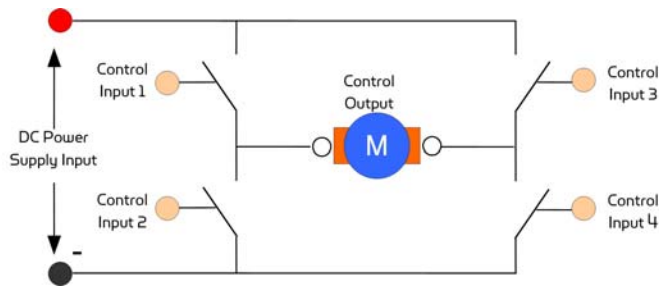 Control
Input 1
Control
Output
Control
Input 3
DC Power
Supply Input
M
Control
Input 2
Control
Input 4
-